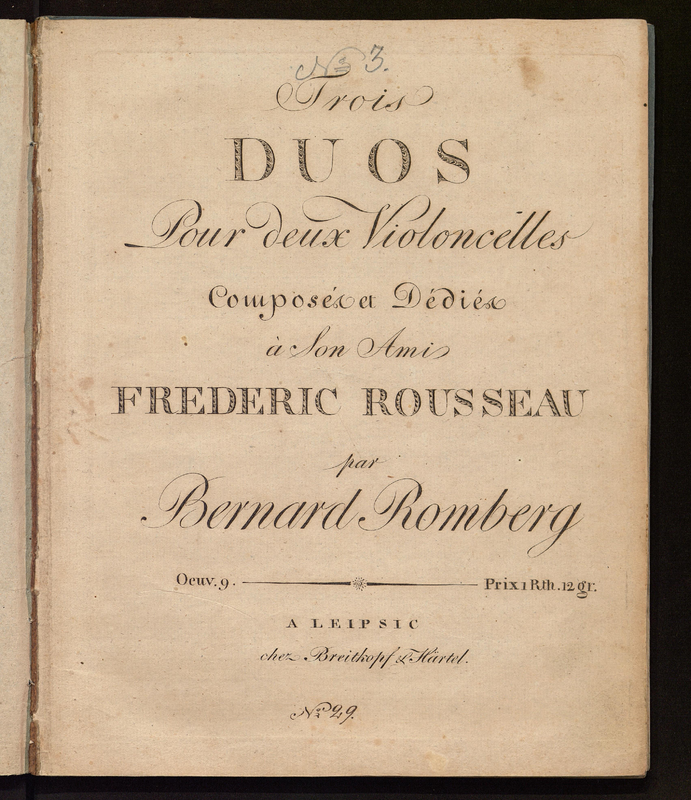 No 3.
Trois
DUOS
Pour deux Violoncelles
Composés et Dédiés
à Son Ami
FREDERIC ROUSSEAU
par
Bernard Romberg
Oeuv. 9. Prix 1 Rth. 12 gr.
A LEIPSIC
chez Breitkopf & Härtel.
No 29.